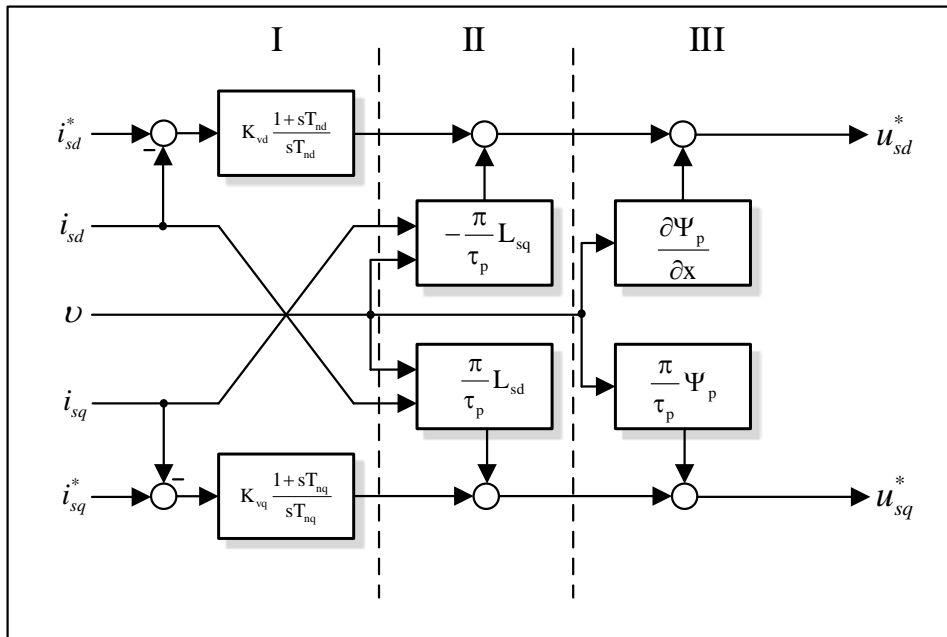 I II III
i*sd
− 
Kvd (1 + sTnd)/(sTnd)
u*sd
isd
−π/τp Lsq
∂Ψp/∂x
υ
π/τp Lsd
π/τp Ψp
isq
−
i*sq
Kvq (1 + sTnq)/(sTnq)
u*sq